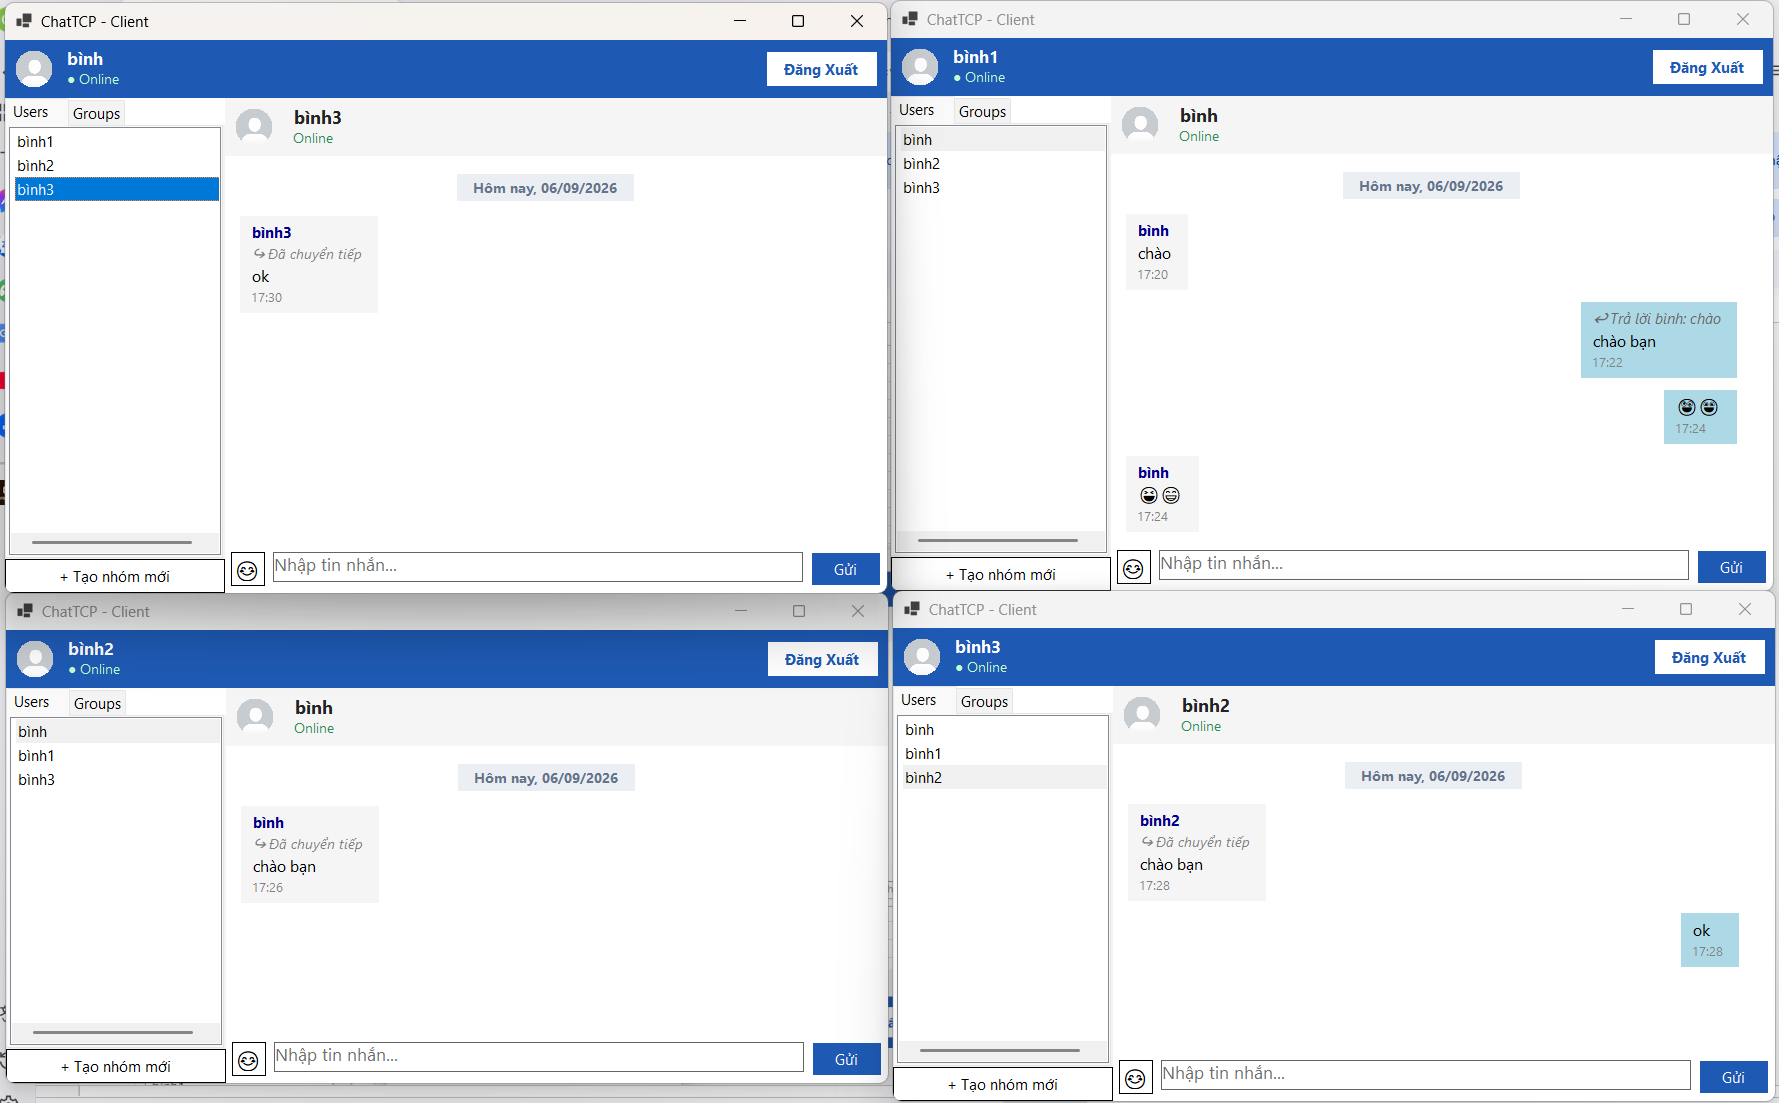 ChatTCP - Client
bình
● Online
Đăng Xuất
Users
Groups
bình1
bình2
bình3
+ Tạo nhóm mới
bình3
Online
Hôm nay, 06/09/2026
bình3
↪ Đã chuyển tiếp
ok
17:30
Nhập tin nhắn...
Gửi
ChatTCP - Client
bình1
● Online
Đăng Xuất
Users
Groups
bình
bình2
bình3
+ Tạo nhóm mới
bình
Online
Hôm nay, 06/09/2026
bình
chào
17:20
↩ Trả lời bình: chào
chào bạn
17:22
17:24
bình
😆😄
17:24
Nhập tin nhắn...
Gửi
ChatTCP - Client
bình2
● Online
Đăng Xuất
Users
Groups
bình
bình1
bình3
+ Tạo nhóm mới
bình
Online
Hôm nay, 06/09/2026
bình
↪ Đã chuyển tiếp
chào bạn
17:26
Nhập tin nhắn...
Gửi
ChatTCP - Client
bình3
● Online
Đăng Xuất
Users
Groups
bình
bình1
bình2
+ Tạo nhóm mới
bình2
Online
Hôm nay, 06/09/2026
bình2
↪ Đã chuyển tiếp
chào bạn
17:28
ok
17:28
Nhập tin nhắn...
Gửi